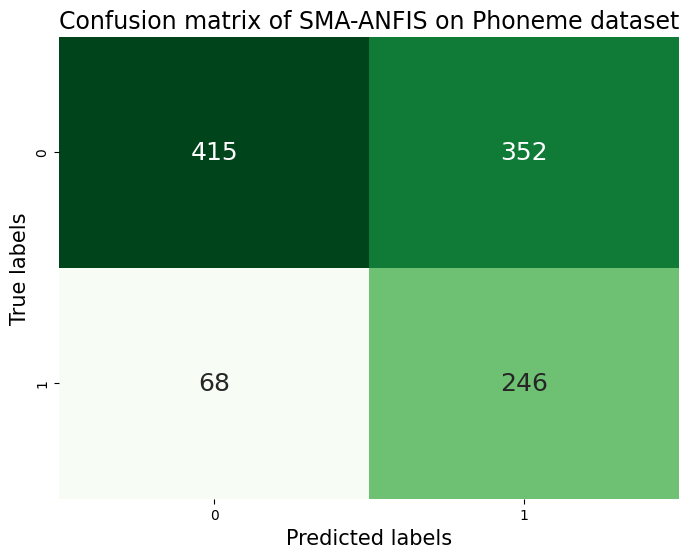 Confusion matrix of SMA-ANFIS on Phoneme dataset
415 352
0
True labels
68 246
1
0 1
Predicted labels